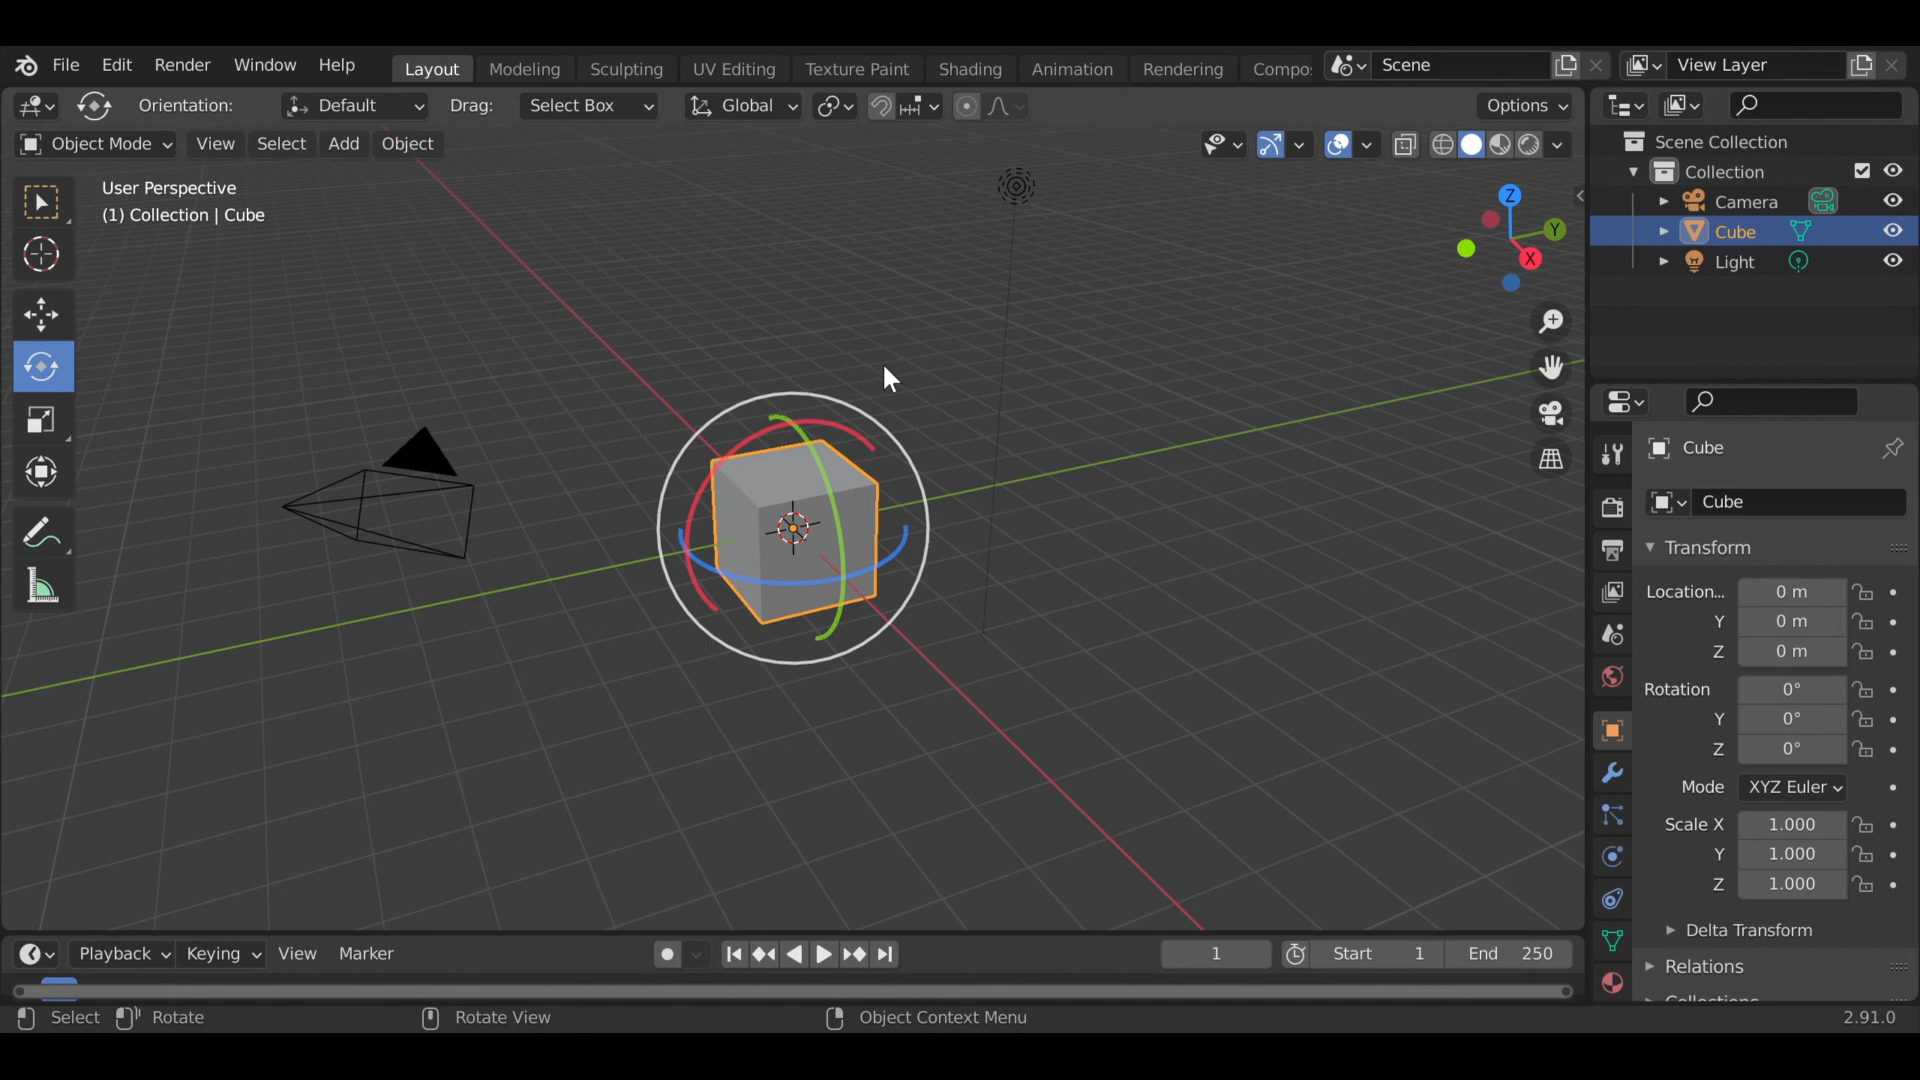 File Edit Render Window Help Layout Modeling Sculpting UV Editing Texture Paint Shading Animation Rendering Compo Scene View Layer
Orientation: Default Drag: Select Box Global Options
Object Mode View Select Add Object
User Perspective
(1) Collection | Cube
Z
Y
X
Scene Collection
Collection
Camera
Cube
Light
Cube
Cube
Transform
Location... 0 m
Y 0 m
Z 0 m
Rotation 0°
Y 0°
Z 0°
Mode XYZ Euler
Scale X 1.000
Y 1.000
Z 1.000
Delta Transform
Relations
Collections
Playback Keying View Marker 1 Start 1 End 250
Select Rotate Rotate View Object Context Menu 2.91.0